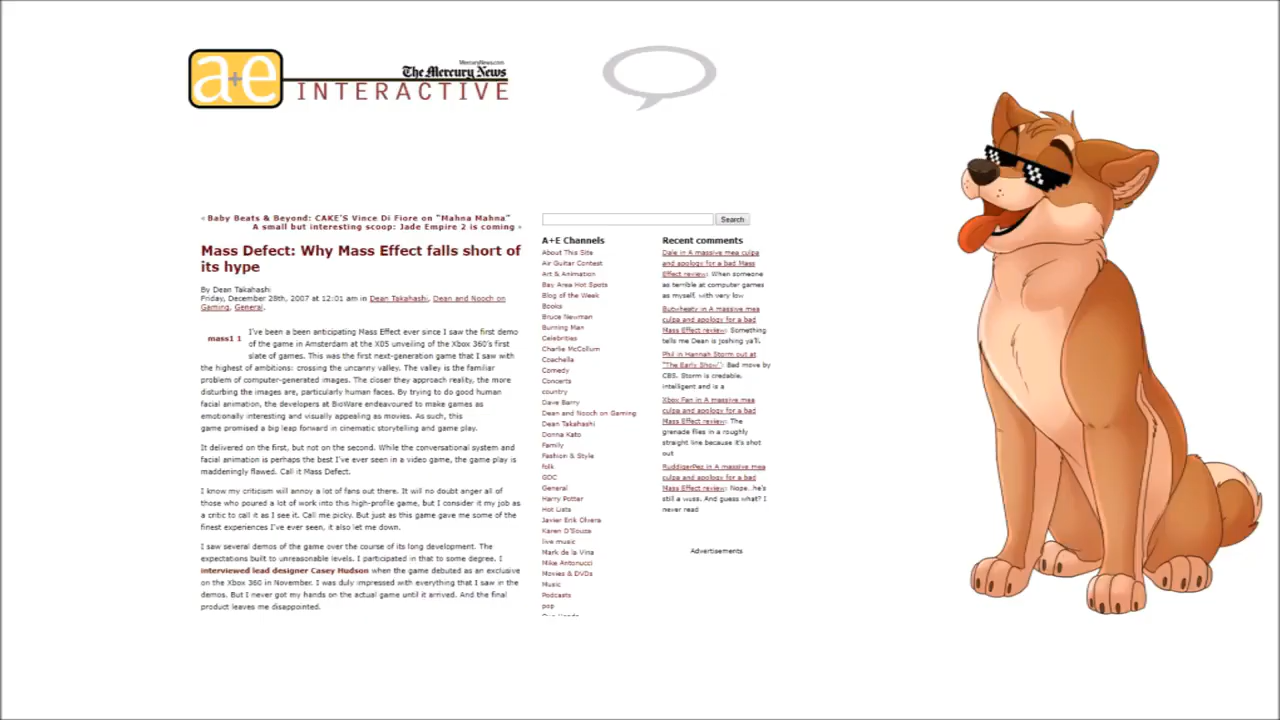 a+e
MercuryNews.com
The Mercury News
INTERACTIVE
« Baby Beats & Beyond: CAKE'S Vince Di Fiore on "Mahna Mahna"
A small but interesting scoop: Jade Empire 2 is coming »
Mass Defect: Why Mass Effect falls short of
its hype
By Dean Takahashi
Friday, December 28th, 2007 at 12:01 am in Dean Takahashi, Dean and Nooch on
Gaming, General.
mass1 1
I've been a been anticipating Mass Effect ever since I saw the first demo
of the game in Amsterdam at the X05 unveiling of the Xbox 360's first
slate of games. This was the first next-generation game that I saw with
the highest of ambitions: crossing the uncanny valley. The valley is the familiar
problem of computer-generated images. The closer they approach reality, the more
disturbing the images are, particularly human faces. By trying to do good human
facial animation, the developers at BioWare endeavoured to make games as
emotionally interesting and visually appealing as movies. As such, this
game promised a big leap forward in cinematic storytelling and game play.
It delivered on the first, but not on the second. While the conversational system and
facial animation is perhaps the best I've ever seen in a video game, the game play is
maddeningly flawed. Call it Mass Defect.
I know my criticism will annoy a lot of fans out there. It will no doubt anger all of
those who poured a lot of work into this high-profile game, but I consider it my job as
a critic to call it as I see it. Call me picky. But just as this game gave me some of the
finest experiences I've ever seen, it also let me down.
I saw several demos of the game over the course of its long development. The
expectations built to unreasonable levels. I participated in that to some degree. I
interviewed lead designer Casey Hudson when the game debuted as an exclusive
on the Xbox 360 in November. I was duly impressed with everything that I saw in the
demos. But I never got my hands on the actual game until it arrived. And the final
product leaves me disappointed.
Search
A+E Channels
About This Site
Air Guitar Contest
Art & Animation
Bay Area Hot Spots
Blog of the Week
Books
Bruce Newman
Burning Man
Celebrities
Charlie McCollum
Coachella
Comedy
Concerts
country
Dave Barry
Dean and Nooch on Gaming
Dean Takahashi
Donna Kato
Family
Fashion & Style
folk
GDC
General
Harry Potter
Hot Lists
Javier Erik Olvera
Karen D'Souza
live music
Mark de la Vina
Mike Antonucci
Movies & DVDs
Music
Podcasts
pop
Recent comments
Dale in A massive mea culpa
and apology for a bad Mass
Effect review: When someone
as terrible at computer games
as myself, with very low
Butwheaty in A massive mea
culpa and apology for a bad
Mass Effect review: Something
tells me Dean is joshing ya'll.
Phil in Hannah Storm out at
"The Early Show": Bad move by
CBS. Storm is credable,
intelligent and is a
Xbox Fan in A massive mea
culpa and apology for a bad
Mass Effect review: The
grenade flies in a roughly
straight line because it's shot
out
RuddigerPez in A massive mea
culpa and apology for a bad
Mass Effect review: Nope...he's
still a wuss. And guess what? I
never read
Advertisements